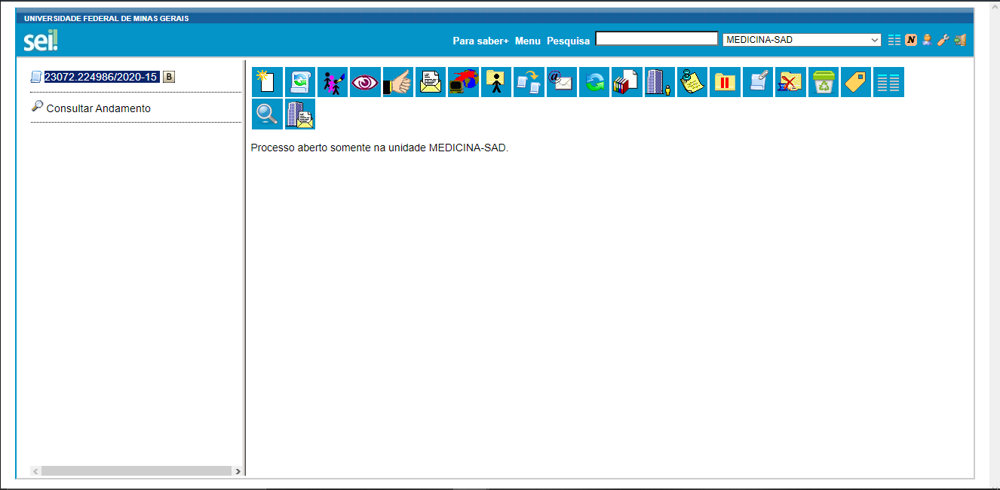 UNIVERSIDADE FEDERAL DE MINAS GERAIS
sei!
Para saber+ Menu Pesquisa MEDICINA-SAD N
23072.224986/2020-15 B
Consultar Andamento
Processo aberto somente na unidade MEDICINA-SAD.